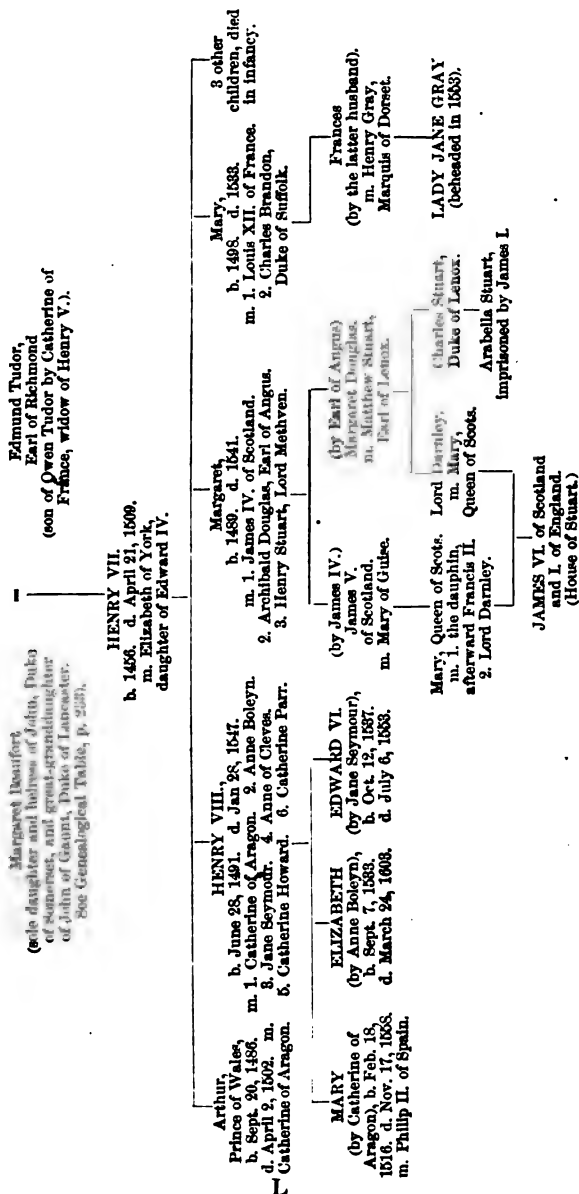 Margaret Beaufort
(sole daughter and heiress of John, Duke
of Somerset, and great-granddaughter
of John of Gaunt, Duke of Lancaster.
See Genealogical Table, p.
=
Edmund Tudor,
Earl of Richmond
(son of Owen Tudor by Catherine of
France, widow of Henry V.).
HENRY VII.
b. 1456. d. April 21, 1509.
m. Elizabeth of York,
daughter of Edward IV.
Arthur,
Prince of Wales,
b. Sept. 20, 1486.
d. April 2, 1502. m.
Catherine of Aragon.
HENRY VIII.,
b. June 28, 1491. d. Jan 28, 1547.
m. 1. Catherine of Aragon. 2. Anne Boleyn.
3. Jane Seymour. 4. Anne of Cleves.
5. Catherine Howard. 6. Catherine Parr.
Margaret,
b. 1489. d. 1541.
m. 1. James IV. of Scotland.
2. Archibald Douglas, Earl of Angus.
3. Henry Stuart, Lord Methven.
Mary,
b. 1498. d. 1533.
m. 1. Louis XII. of France.
2. Charles Brandon,
Duke of Suffolk.
3 other
children, died
in infancy.
MARY
(by Catherine of
Aragon), b. Feb. 18,
1516. d. Nov. 17, 1558.
m. Philip II. of Spain.
ELIZABETH
(by Anne Boleyn),
b. Sept. 7, 1533.
d. March 24, 1603.
EDWARD VI.
(by Jane Seymour),
b. Oct. 12, 1537.
d. July 6, 1553.
(by James IV.)
James V.
of Scotland.
m. Mary of Guise.
(by Earl of Angus)
Margaret Douglas.
m. Matthew Stuart,
Earl of Lenox.
Frances
(by the latter husband).
m. Henry Gray,
Marquis of Dorset.
Mary, Queen of Scots.
m. 1. the dauphin,
afterward Francis II.
2. Lord Darnley.
Lord Darnley.
m. Mary,
Queen of Scots.
Charles Stuart,
Duke of Lenox.
LADY JANE GRAY
(beheaded in 1553).
Arabella Stuart,
imprisoned by James I.
JAMES VI. of Scotland
and I. of England.
(House of Stuart.)
L